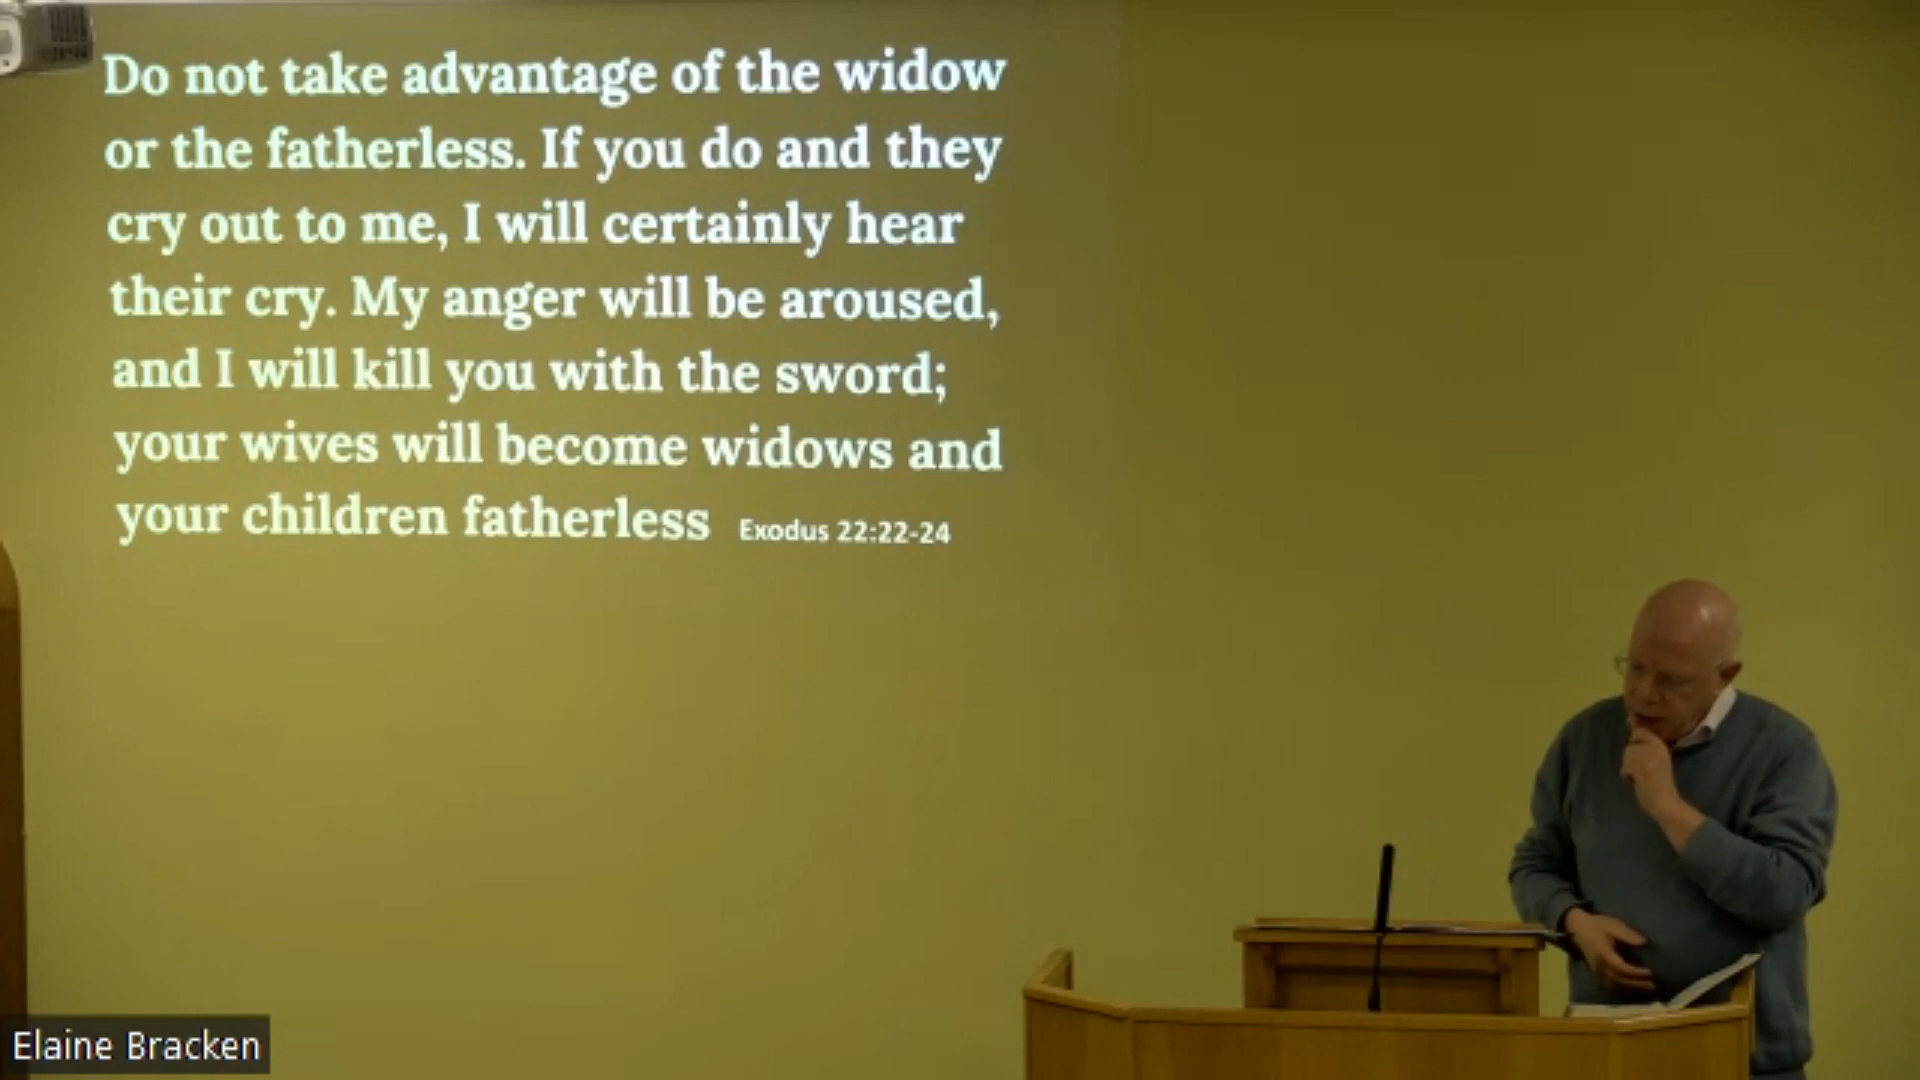 Do not take advantage of the widow
or the fatherless. If you do and they
cry out to me, I will certainly hear
their cry. My anger will be aroused,
and I will kill you with the sword;
your wives will become widows and
your children fatherless Exodus 22:22-24
Elaine Bracken